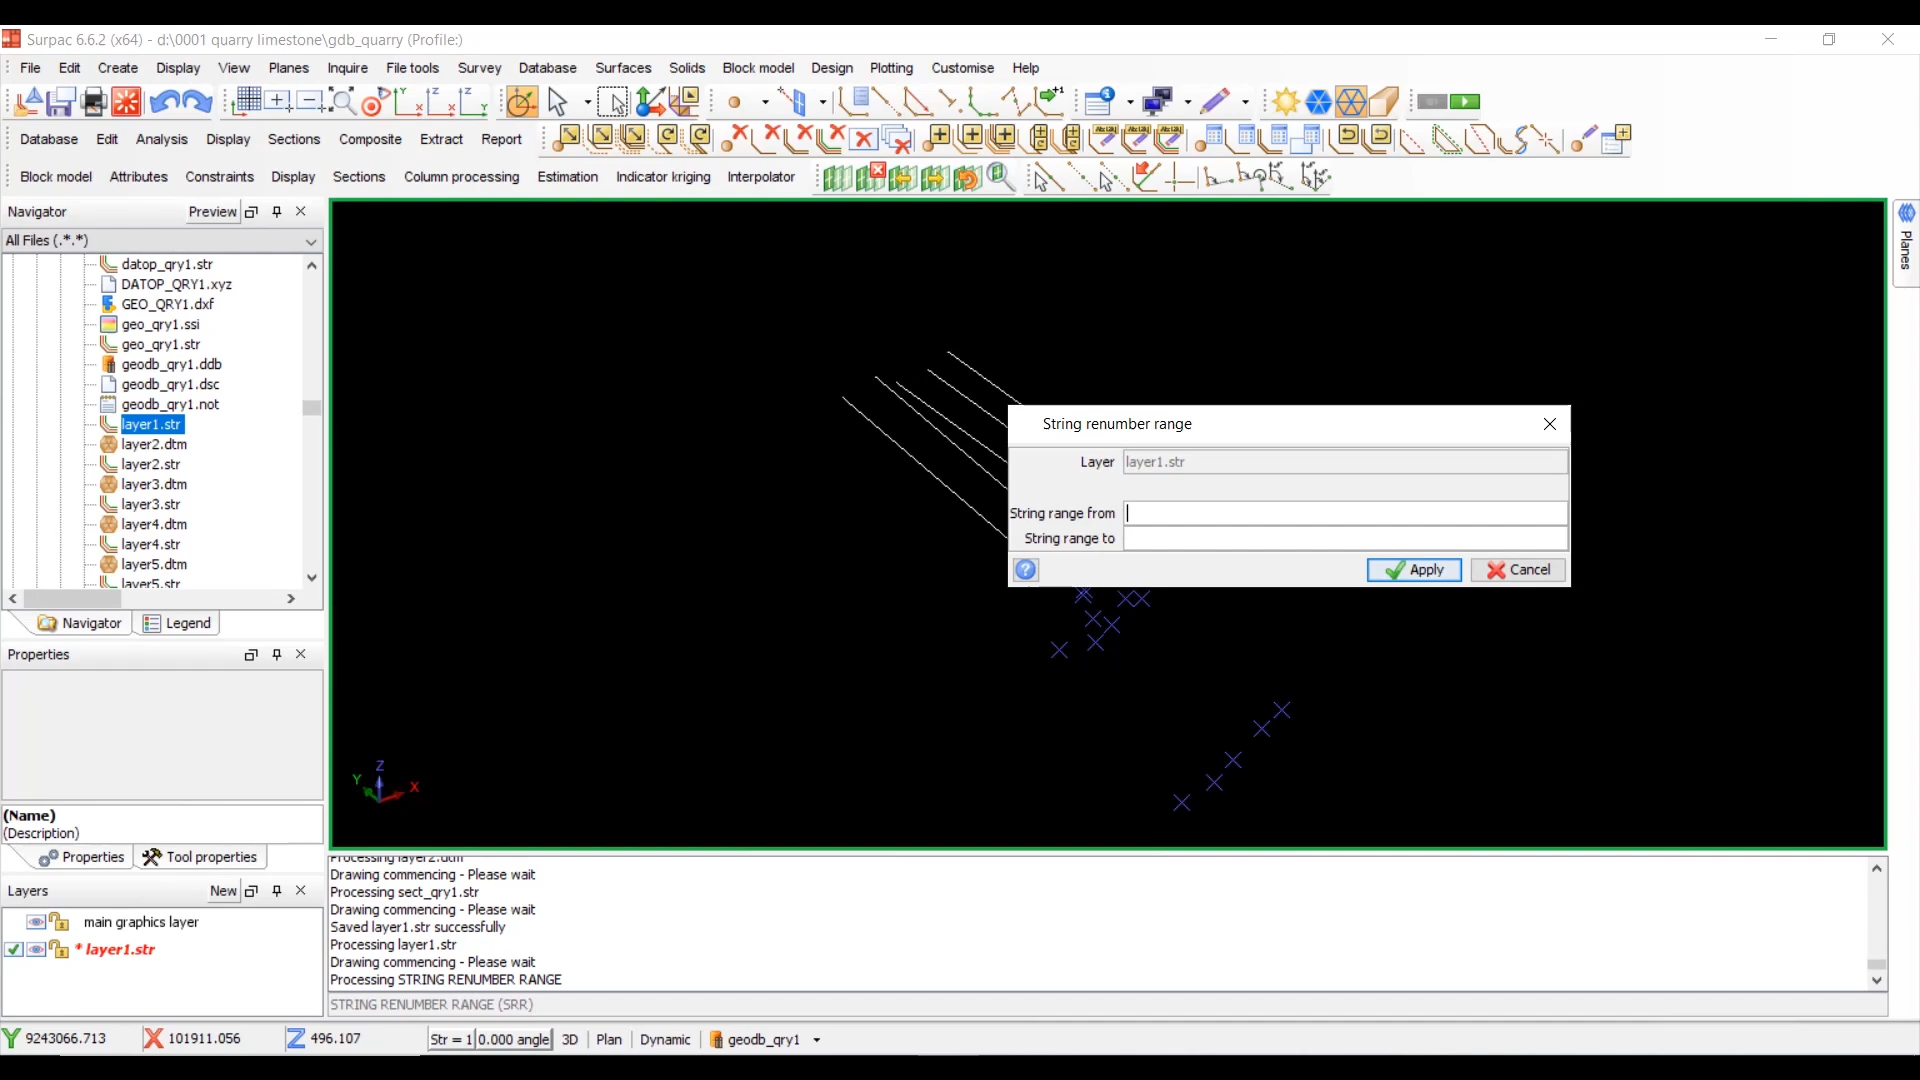 Surpac 6.6.2 (x64) - d:\0001 quarry limestone\gdb_quarry (Profile:)
File Edit Create Display View Planes Inquire File tools Survey Database Surfaces Solids Block model Design Plotting Customise Help
Database Edit Analysis Display Sections Composite Extract Report
Block model Attributes Constraints Display Sections Column processing Estimation Indicator kriging Interpolator
Navigator Preview
All Files (.*.*)
datop_qry1.str
DATOP_QRY1.xyz
GEO_QRY1.dxf
geo_qry1.ssi
geo_qry1.str
geodb_qry1.ddb
geodb_qry1.dsc
geodb_qry1.not
layer1.str
layer2.dtm
layer2.str
layer3.dtm
layer3.str
layer4.dtm
layer4.str
layer5.dtm
layer5.str
Navigator Legend
Properties
(Name)
(Description)
Properties Tool properties
Layers New
main graphics layer
* layer1.str
Planes
String renumber range
Layer layer1.str
String range from
String range to
? Apply Cancel
Z
Y X
Processing layer2.dtm
Drawing commencing - Please wait
Processing sect_qry1.str
Drawing commencing - Please wait
Saved layer1.str successfully
Processing layer1.str
Drawing commencing - Please wait
Processing STRING RENUMBER RANGE
STRING RENUMBER RANGE (SRR)
Y 9243066.713 X 101911.056 Z 496.107 Str = 1 0.000 angle 3D Plan Dynamic geodb_qry1